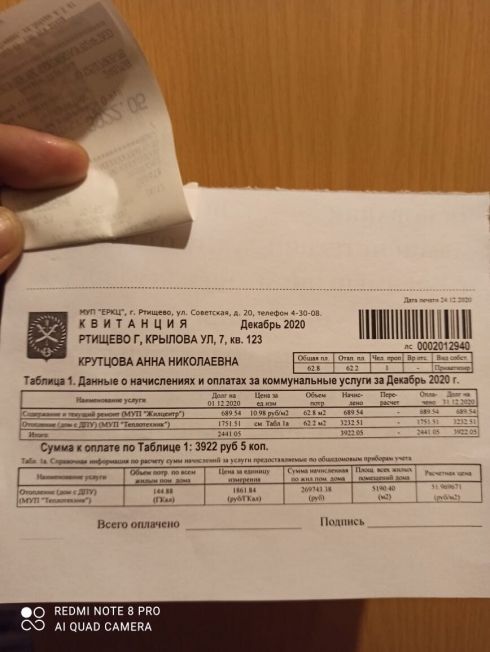 Дата печати 24.12.2020
МУП "ЕРКЦ", г. Ртищево, ул. Советская, д. 20, телефон 4-30-08.
КВИТАНЦИЯ Декабрь 2020
РТИЩЕВО Г, КРЫЛОВА УЛ, 7, кв. 123
лс 0002012940
КРУТЦОВА АННА НИКОЛАЕВНА
Общая пл. Отап. пл. Чел. проп Вр.отс. Вид собст.
62.8 62.2 1 - Приватизир
Таблица 1. Данные о начислениях и оплатах за коммунальные услуги за Декабрь 2020 г.
Наименование услуги Долг на 01.12.2020 Цена за ед. изм Объем потр Начислено Перерасчет Оплачено Долг на 31.12.2020
Содержание и текущий ремонт (МУП "Жилцентр") 689.54 10.98 руб/м2 62.8 м2 689.54 - 689.54 689.54
Отопление (дом с ДПУ) (МУП "Теплотехник") 1751.51 см. Табл 1а 62.2 м2 3232.51 - 1751.51 3232.51
Итого: 2441.05 3922.05 2441.05 3922.05
Сумма к оплате по Таблице 1: 3922 руб 5 коп.
Табл. 1а. Справочная информация по расчету сумм начислений за услуги предоставляемые по общедомовым приборам учета
Наименование услуги Объем потр. по всем жилым пом. дома Цена за единицу измерения Сумма начисленная по жил.пом. дома Площ. всех жилых помещений дома Расчетная цена
Отопление (дом с ДПУ) (МУП "Теплотехник") 144.88 (ГКал) 1861.84 (руб/ГКал) 269743.38 (руб) 5190.40 (м2) 51.969671 (руб/м2)
Всего оплачено Подпись
REDMI NOTE 8 PRO
AI QUAD CAMERA